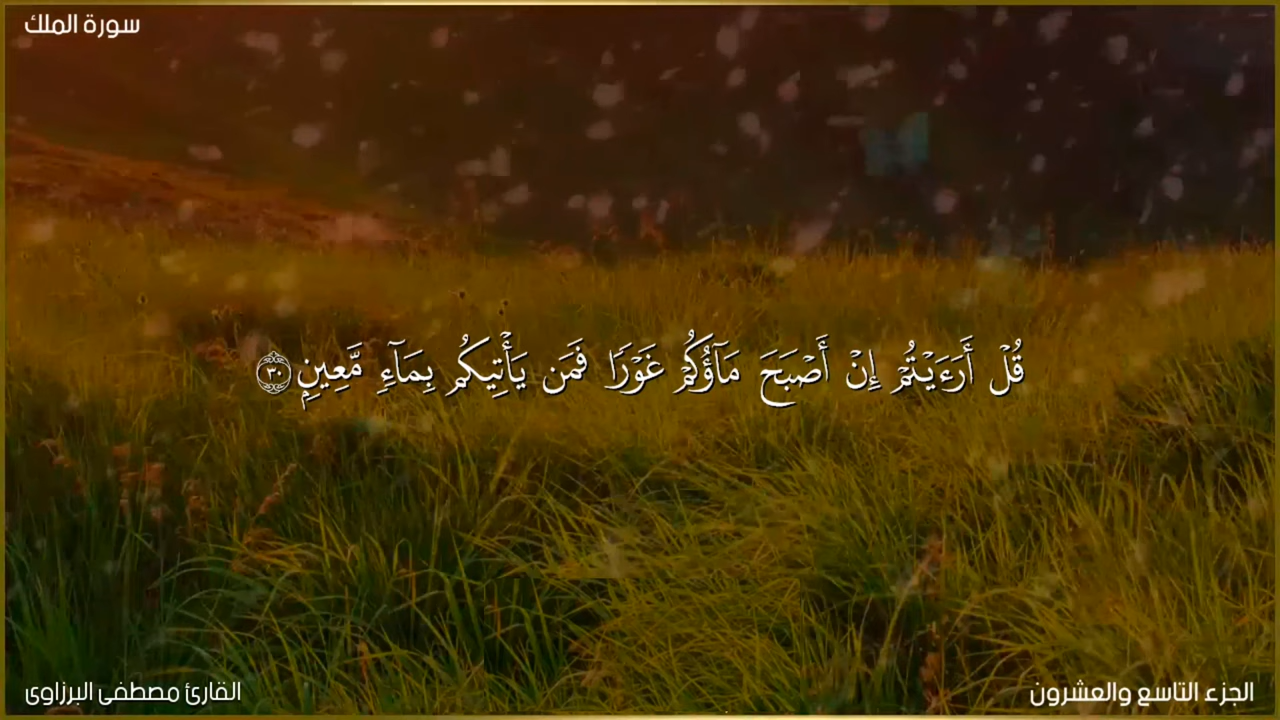 سورة الملك
قُلْ أَرَءَيْتُمْ إِنْ أَصْبَحَ مَآؤُكُمْ غَوْرًا فَمَن يَأْتِيكُم بِمَآءٍ مَّعِينٍۭ ٣٠
الجزء التاسع والعشرون
القارئ مصطفى البرزاوى